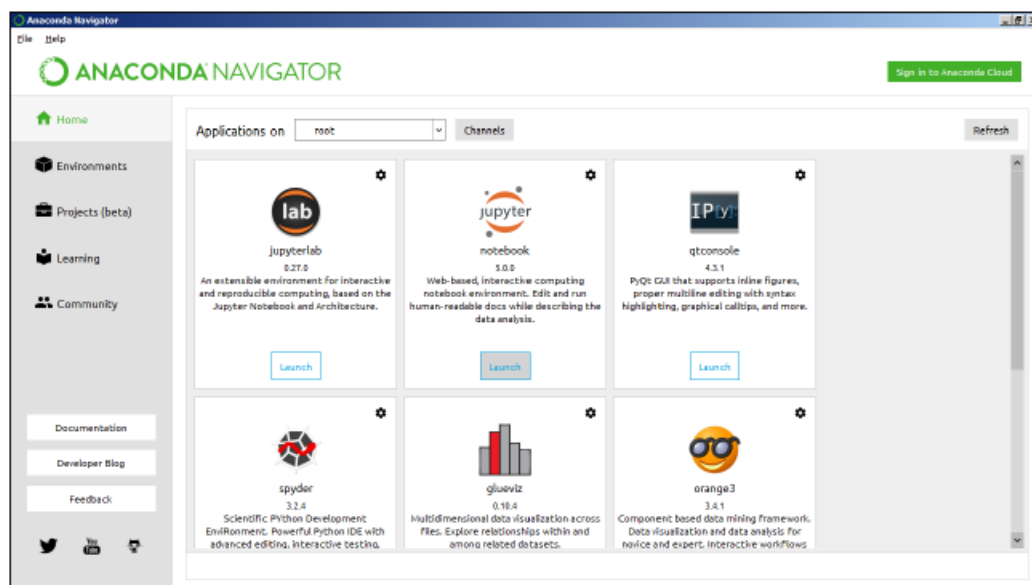 Anaconda Navigator
File Help
ANACONDA NAVIGATOR
Sign in to Anaconda Cloud
Home
Environments
Projects (beta)
Learning
Community
Documentation
Developer Blog
Feedback
You
Tube
Applications on root Channels Refresh
lab
jupyterlab
0.27.0
An extensible environment for interactive
and reproducible computing, based on the
Jupyter Notebook and Architecture.
Launch
jupyter
notebook
5.0.0
Web-based, interactive computing
notebook environment. Edit and run
human-readable docs while describing the
data analysis.
Launch
IP[y]:
qtconsole
4.3.1
PyQt GUI that supports inline figures,
proper multiline editing with syntax
highlighting, graphical calltips, and more.
Launch
spyder
3.2.4
Scientific PYthon Development
EnviRonment. Powerful Python IDE with
advanced editing, interactive testing,
glueviz
0.10.4
Multidimensional data visualization across
files. Explore relationships within and
among related datasets.
orange3
3.4.1
Component based data mining framework.
Data visualization and data analysis for
novice and expert. Interactive workflows